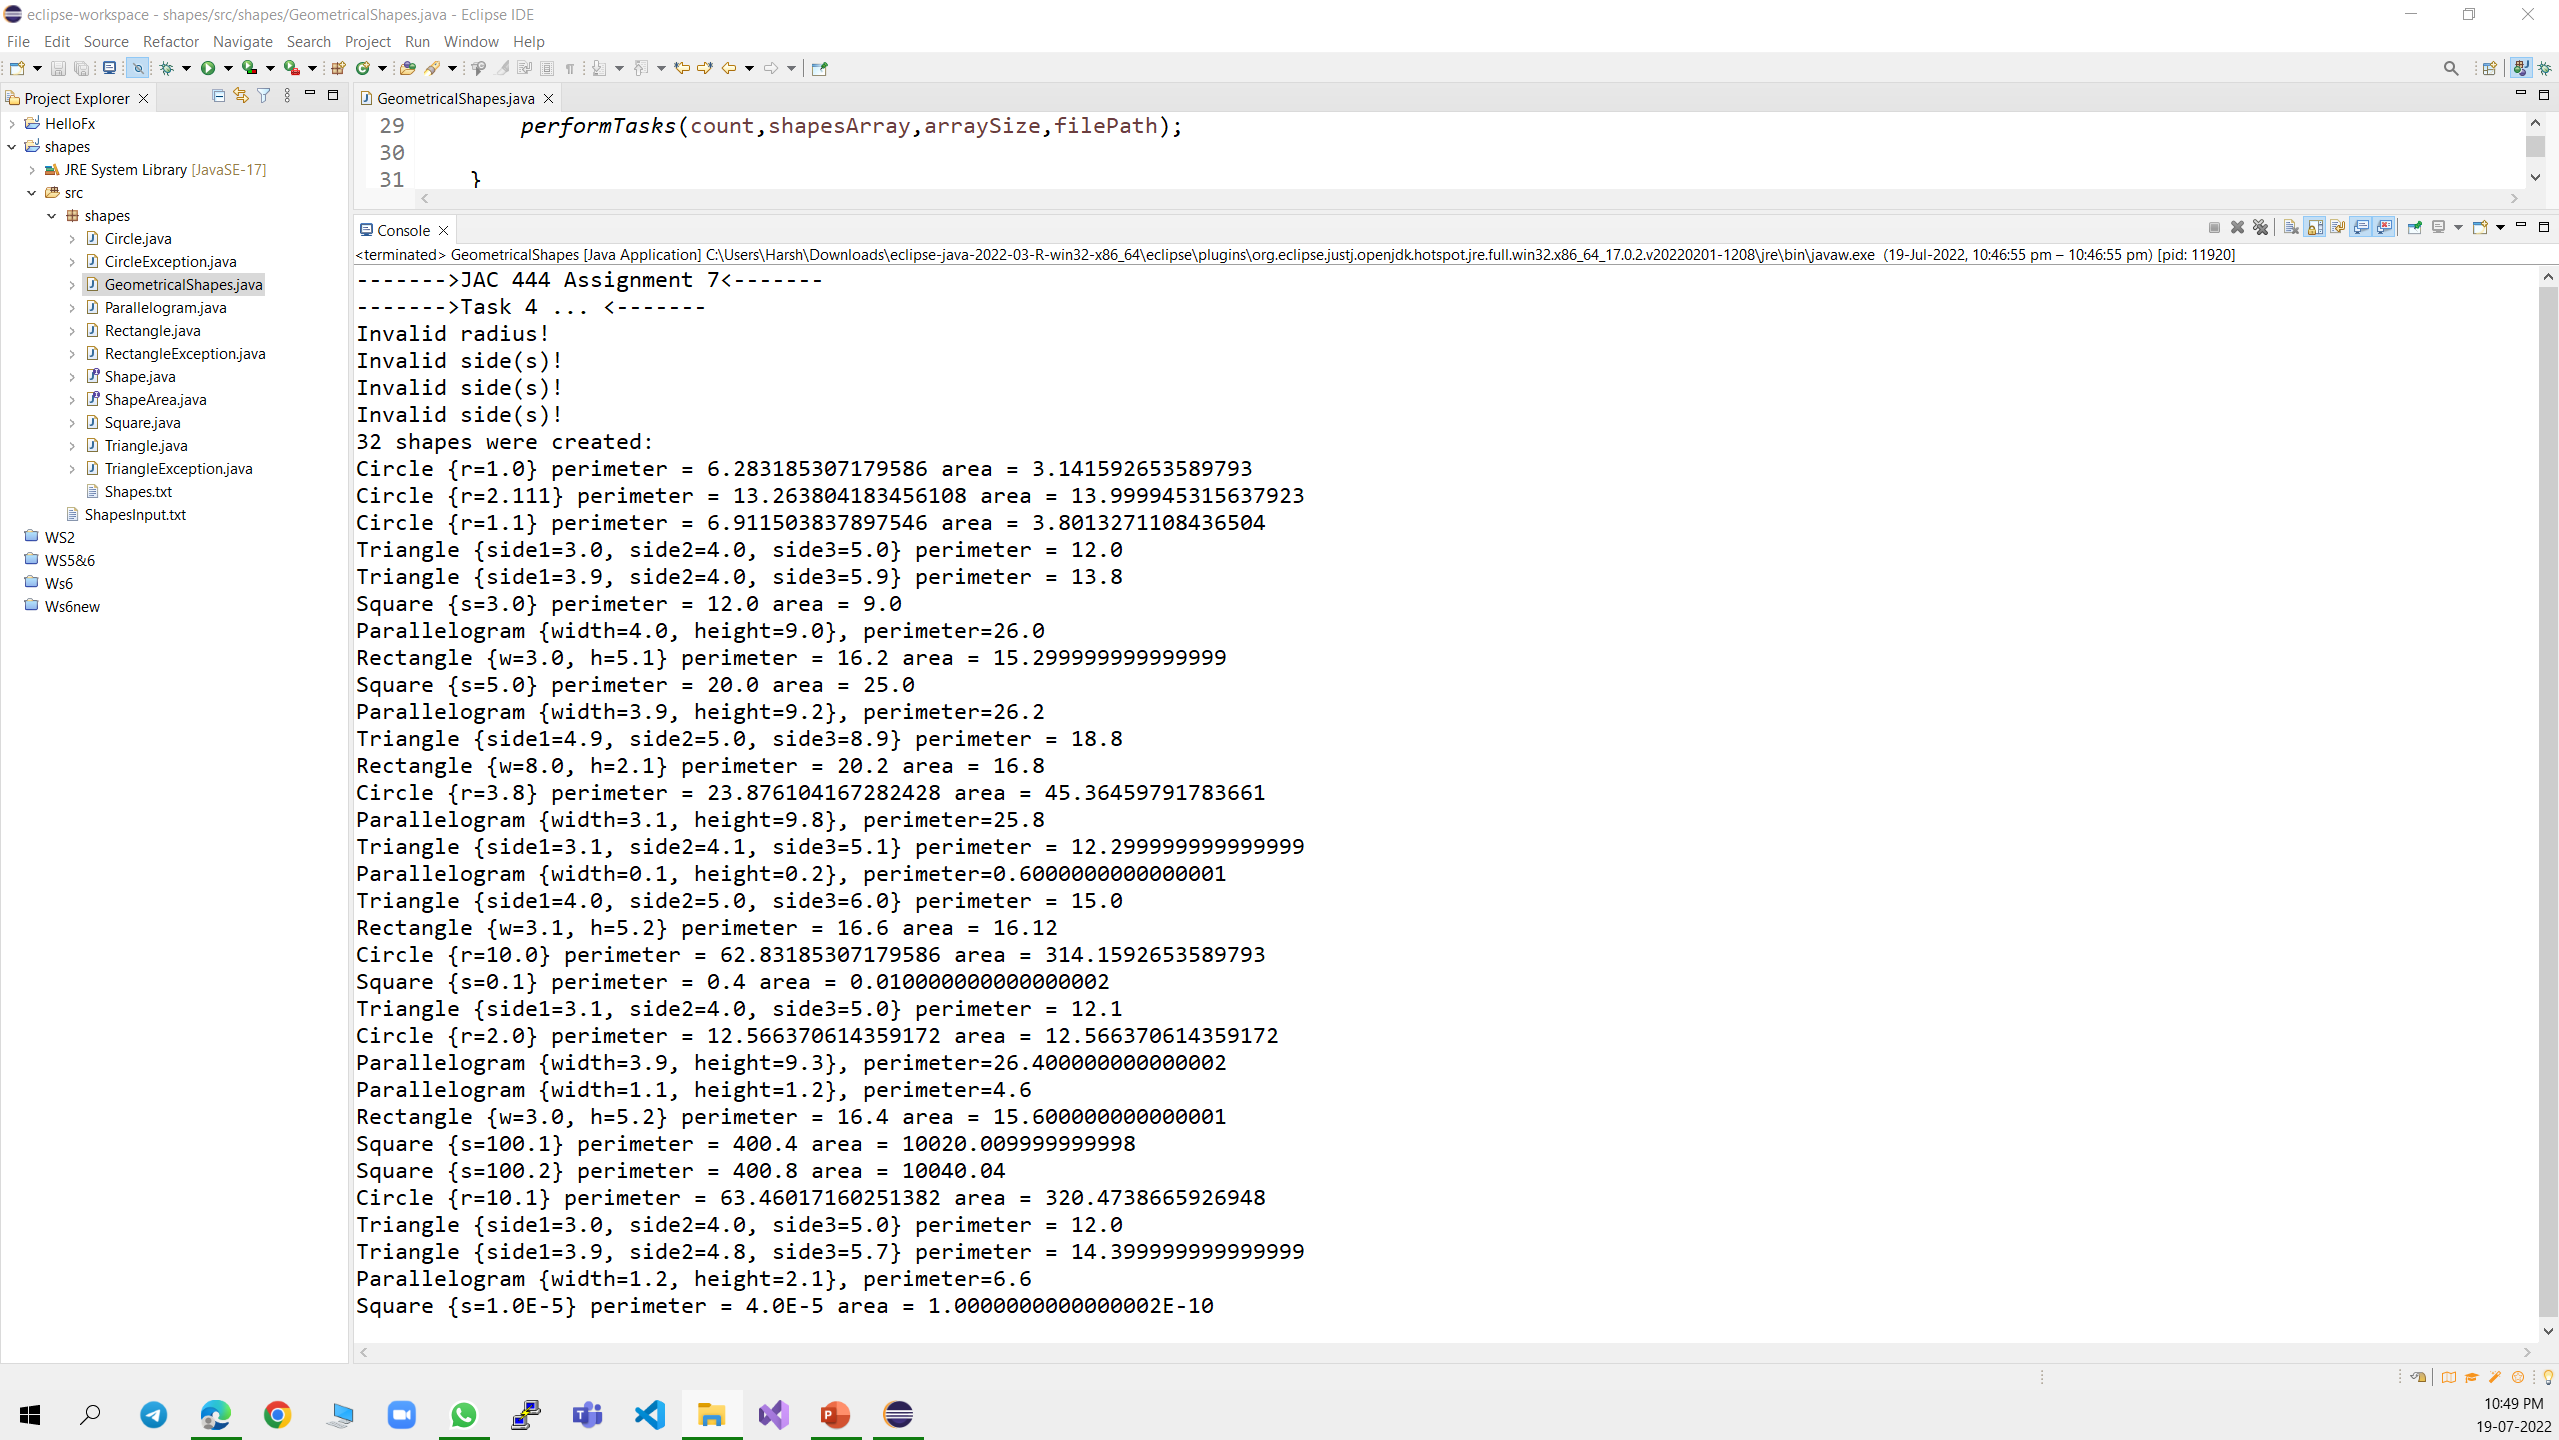 eclipse-workspace - shapes/src/shapes/GeometricalShapes.java - Eclipse IDE
File Edit Source Refactor Navigate Search Project Run Window Help
Project Explorer
HelloFx
shapes
JRE System Library [JavaSE-17]
src
shapes
Circle.java
CircleException.java
GeometricalShapes.java
Parallelogram.java
Rectangle.java
RectangleException.java
Shape.java
ShapeArea.java
Square.java
Triangle.java
TriangleException.java
Shapes.txt
ShapesInput.txt
WS2
WS5&6
Ws6
Ws6new
GeometricalShapes.java
29 performTasks(count,shapesArray,arraySize,filePath);
30
31 }
Console
<terminated> GeometricalShapes [Java Application] C:\Users\Harsh\Downloads\eclipse-java-2022-03-R-win32-x86_64\eclipse\plugins\org.eclipse.justj.openjdk.hotspot.jre.full.win32.x86_64_17.0.2.v20220201-1208\jre\bin\javaw.exe (19-Jul-2022, 10:46:55 pm – 10:46:55 pm) [pid: 11920]
------->JAC 444 Assignment 7<-------
------->Task 4 ... <-------
Invalid radius!
Invalid side(s)!
Invalid side(s)!
Invalid side(s)!
32 shapes were created:
Circle {r=1.0} perimeter = 6.283185307179586 area = 3.141592653589793
Circle {r=2.111} perimeter = 13.263804183456108 area = 13.999945315637923
Circle {r=1.1} perimeter = 6.911503837897546 area = 3.8013271108436504
Triangle {side1=3.0, side2=4.0, side3=5.0} perimeter = 12.0
Triangle {side1=3.9, side2=4.0, side3=5.9} perimeter = 13.8
Square {s=3.0} perimeter = 12.0 area = 9.0
Parallelogram {width=4.0, height=9.0}, perimeter=26.0
Rectangle {w=3.0, h=5.1} perimeter = 16.2 area = 15.299999999999999
Square {s=5.0} perimeter = 20.0 area = 25.0
Parallelogram {width=3.9, height=9.2}, perimeter=26.2
Triangle {side1=4.9, side2=5.0, side3=8.9} perimeter = 18.8
Rectangle {w=8.0, h=2.1} perimeter = 20.2 area = 16.8
Circle {r=3.8} perimeter = 23.876104167282428 area = 45.36459791783661
Parallelogram {width=3.1, height=9.8}, perimeter=25.8
Triangle {side1=3.1, side2=4.1, side3=5.1} perimeter = 12.299999999999999
Parallelogram {width=0.1, height=0.2}, perimeter=0.6000000000000001
Triangle {side1=4.0, side2=5.0, side3=6.0} perimeter = 15.0
Rectangle {w=3.1, h=5.2} perimeter = 16.6 area = 16.12
Circle {r=10.0} perimeter = 62.83185307179586 area = 314.1592653589793
Square {s=0.1} perimeter = 0.4 area = 0.010000000000000002
Triangle {side1=3.1, side2=4.0, side3=5.0} perimeter = 12.1
Circle {r=2.0} perimeter = 12.566370614359172 area = 12.566370614359172
Parallelogram {width=3.9, height=9.3}, perimeter=26.400000000000002
Parallelogram {width=1.1, height=1.2}, perimeter=4.6
Rectangle {w=3.0, h=5.2} perimeter = 16.4 area = 15.600000000000001
Square {s=100.1} perimeter = 400.4 area = 10020.009999999998
Square {s=100.2} perimeter = 400.8 area = 10040.04
Circle {r=10.1} perimeter = 63.46017160251382 area = 320.4738665926948
Triangle {side1=3.0, side2=4.0, side3=5.0} perimeter = 12.0
Triangle {side1=3.9, side2=4.8, side3=5.7} perimeter = 14.399999999999999
Parallelogram {width=1.2, height=2.1}, perimeter=6.6
Square {s=1.0E-5} perimeter = 4.0E-5 area = 1.0000000000000002E-10
10:49 PM
19-07-2022